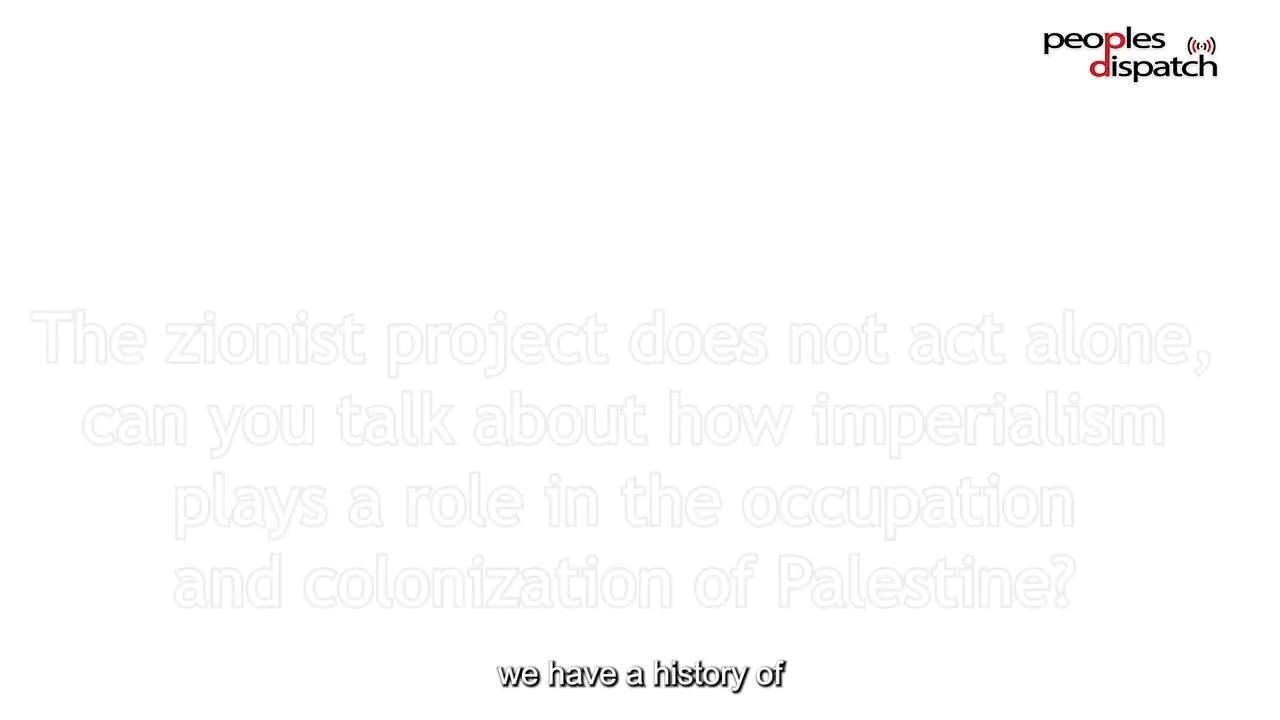 peoples
dispatch
The zionist project does not act alone,
can you talk about how imperialism
plays a role in the occupation
and colonization of Palestine?
we have a history of